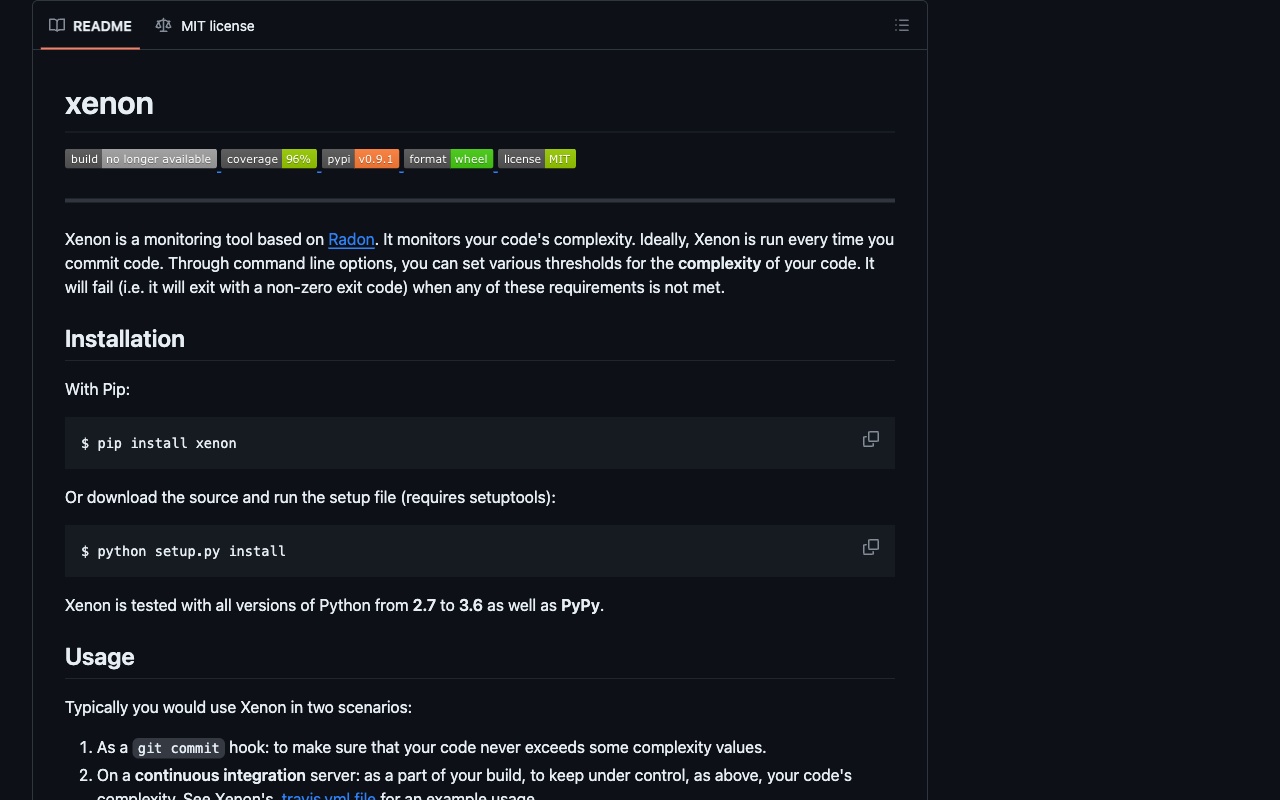 README MIT license
xenon
build no longer available coverage 96% pypi v0.9.1 format wheel license MIT
Xenon is a monitoring tool based on Radon. It monitors your code's complexity. Ideally, Xenon is run every time you
commit code. Through command line options, you can set various thresholds for the complexity of your code. It
will fail (i.e. it will exit with a non-zero exit code) when any of these requirements is not met.
Installation
With Pip:
$ pip install xenon
Or download the source and run the setup file (requires setuptools):
$ python setup.py install
Xenon is tested with all versions of Python from 2.7 to 3.6 as well as PyPy.
Usage
Typically you would use Xenon in two scenarios:
1. As a git commit hook: to make sure that your code never exceeds some complexity values.
2. On a continuous integration server: as a part of your build, to keep under control, as above, your code's
complexity. See Xenon's .travis.yml file for an example usage.